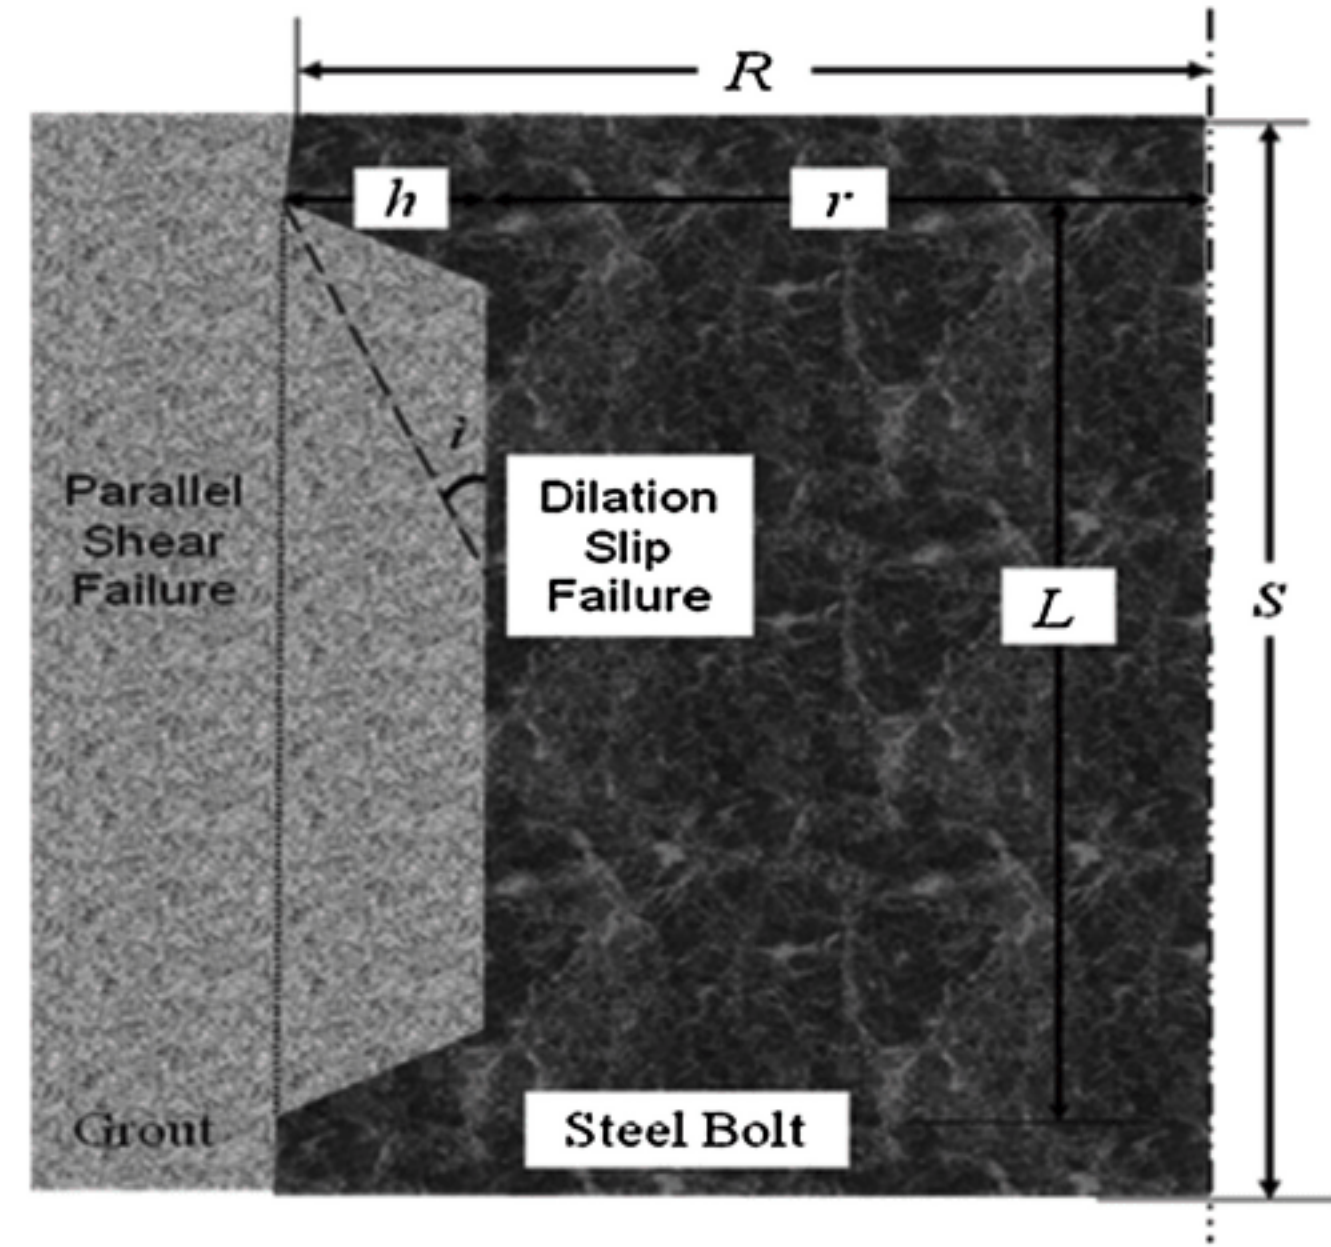 R
h
r
i
Parallel
Shear
Failure
Dilation
Slip
Failure
L
S
Grout
Steel Bolt